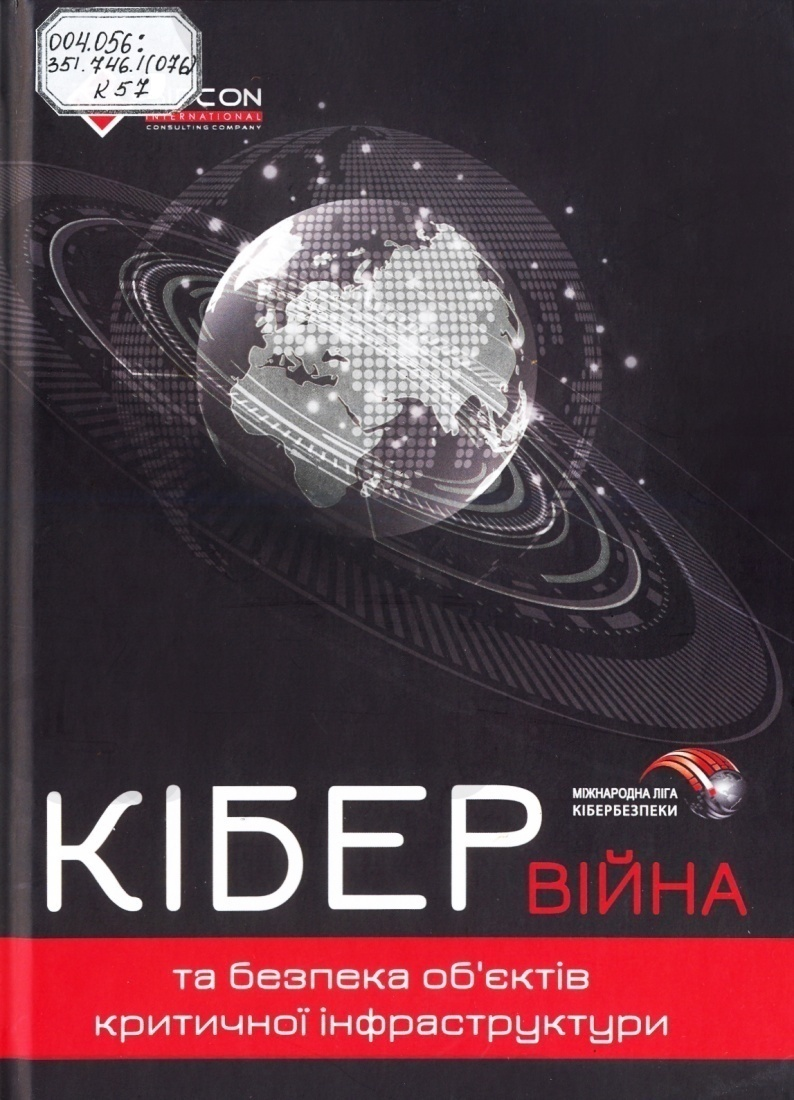 004.056:
351.746.1(076)
К 57
CON
INTERNATIONAL
CONSULTING COMPANY
МІЖНАРОДНА ЛІГА
КІБЕРБЕЗПЕКИ
КІБЕР
ВІЙНА
та безпека об'єктів
критичної інфраструктури